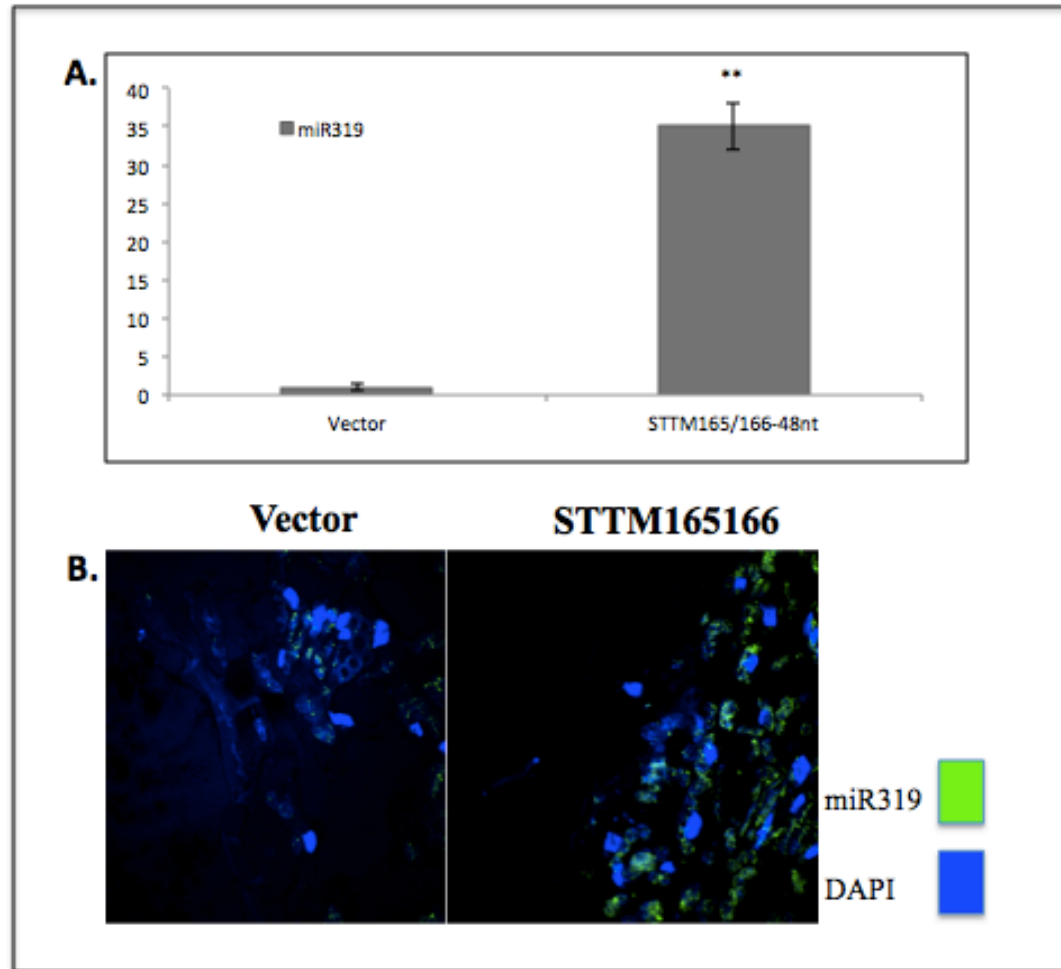 A.
**
40
35
30
25
20
15
10
5
0
miR319
Vector
STTM165/166-48nt
Vector
STTM165166
B.
miR319
DAPI